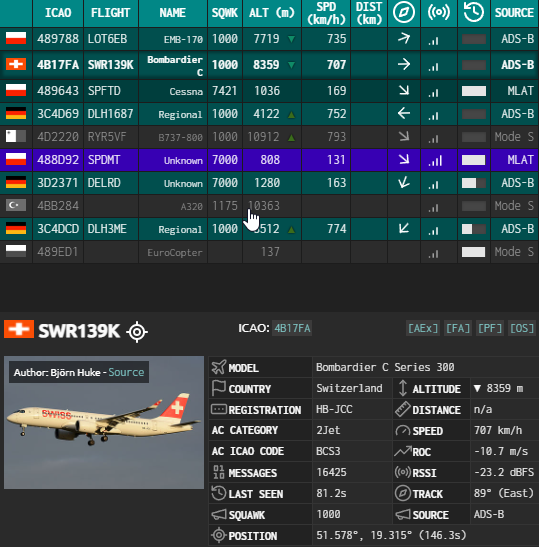 ICAO FLIGHT NAME SQWK ALT (m) SPD (km/h) DIST (km) SOURCE
489788 LOT6EB EMB-170 1000 7719 ▼ 735 ADS-B
4B17FA SWR139K Bombardier C 1000 8359 ▼ 707 ADS-B
489643 SPFTD Cessna 7421 1036 169 MLAT
3C4D69 DLH1687 Regional 1000 4122 ▲ 752 ADS-B
4D2220 RYR5VF B737-800 1000 10912 ▲ 793 Mode S
488D92 SPDMT Unknown 7000 808 131 MLAT
3D2371 DELRD Unknown 7000 1280 163 ADS-B
4BB284 A320 1175 10363 Mode S
3C4DCD DLH3ME Regional 1000 3512 ▲ 774 ADS-B
489ED1 EuroCopter 137 Mode S
SWR139K ICAO: 4B17FA [AEx] [FA] [PF] [OS]
Author: Björn Huke - Source
SWISS
MODEL Bombardier C Series 300
COUNTRY Switzerland ALTITUDE ▼ 8359 m
REGISTRATION HB-JCC DISTANCE n/a
AC CATEGORY 2Jet SPEED 707 km/h
AC ICAO CODE BCS3 ROC -10.7 m/s
MESSAGES 16425 RSSI -23.2 dBFS
LAST SEEN 81.2s TRACK 89° (East)
SQUAWK 1000 SOURCE ADS-B
POSITION 51.578°, 19.315° (146.3s)